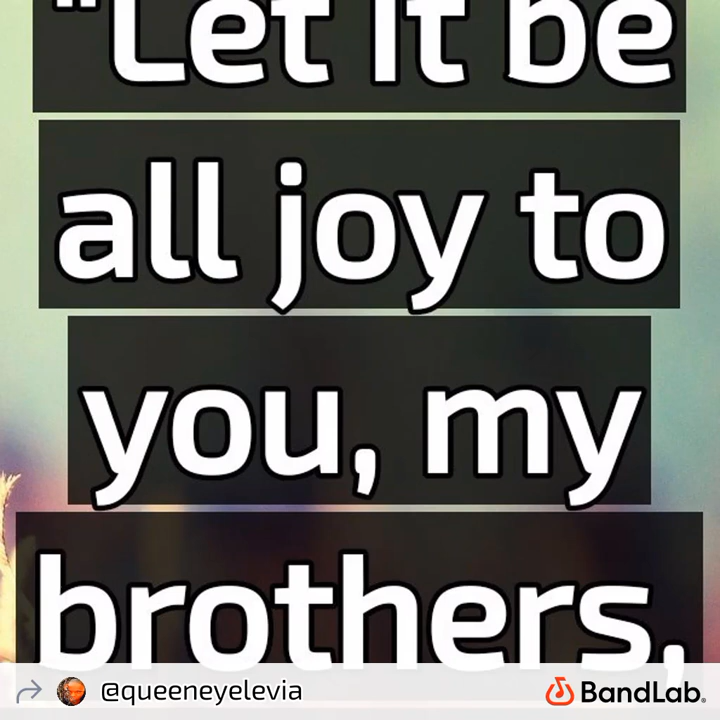 "Let it be
all joy to
you, my
brothers,
@queeneyelevia
BandLab®